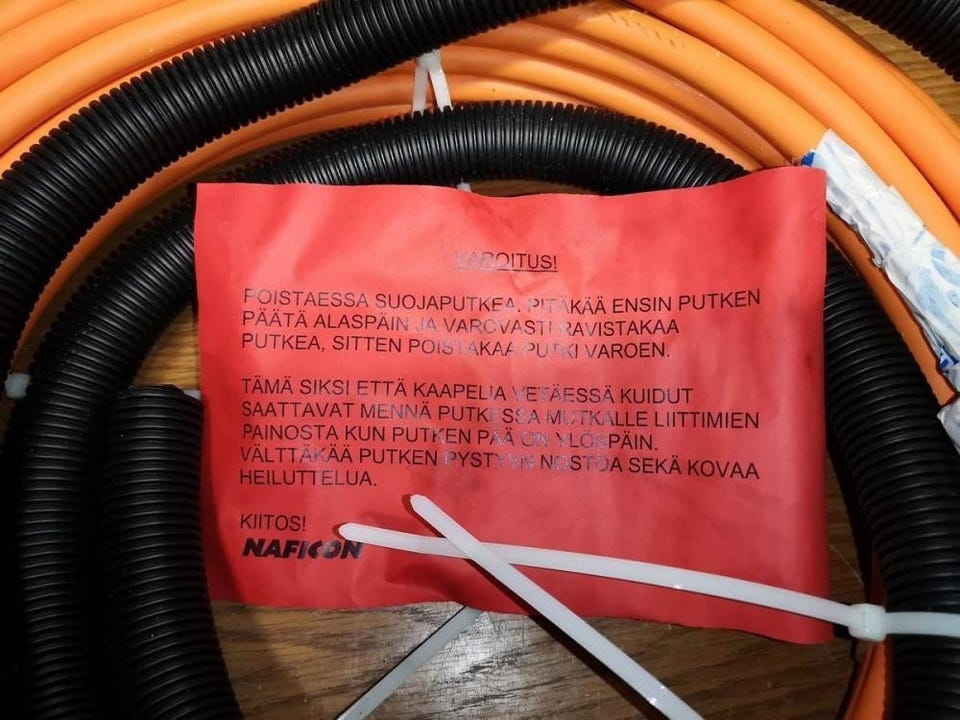 VAROITUS!
POISTAESSA SUOJAPUTKEA, PITÄKÄÄ ENSIN PUTKEN
PÄÄTÄ ALASPÄIN JA VAROVASTI RAVISTAKAA
PUTKEA, SITTEN POISTAKAA PUTKI VAROEN.
TÄMÄ SIKSI ETTÄ KAAPELIA VETÄESSÄ KUIDUT
SAATTAVAT MENNÄ PUTKESSA MUTKALLE LIITTIMIEN
PAINOSTA KUN PUTKEN PÄÄ ON YLÖSPÄIN.
VÄLTTÄKÄÄ PUTKEN PYSTYYN NOSTOA SEKÄ KOVAA
HEILUTTELUA.
KIITOS!
NAFICON